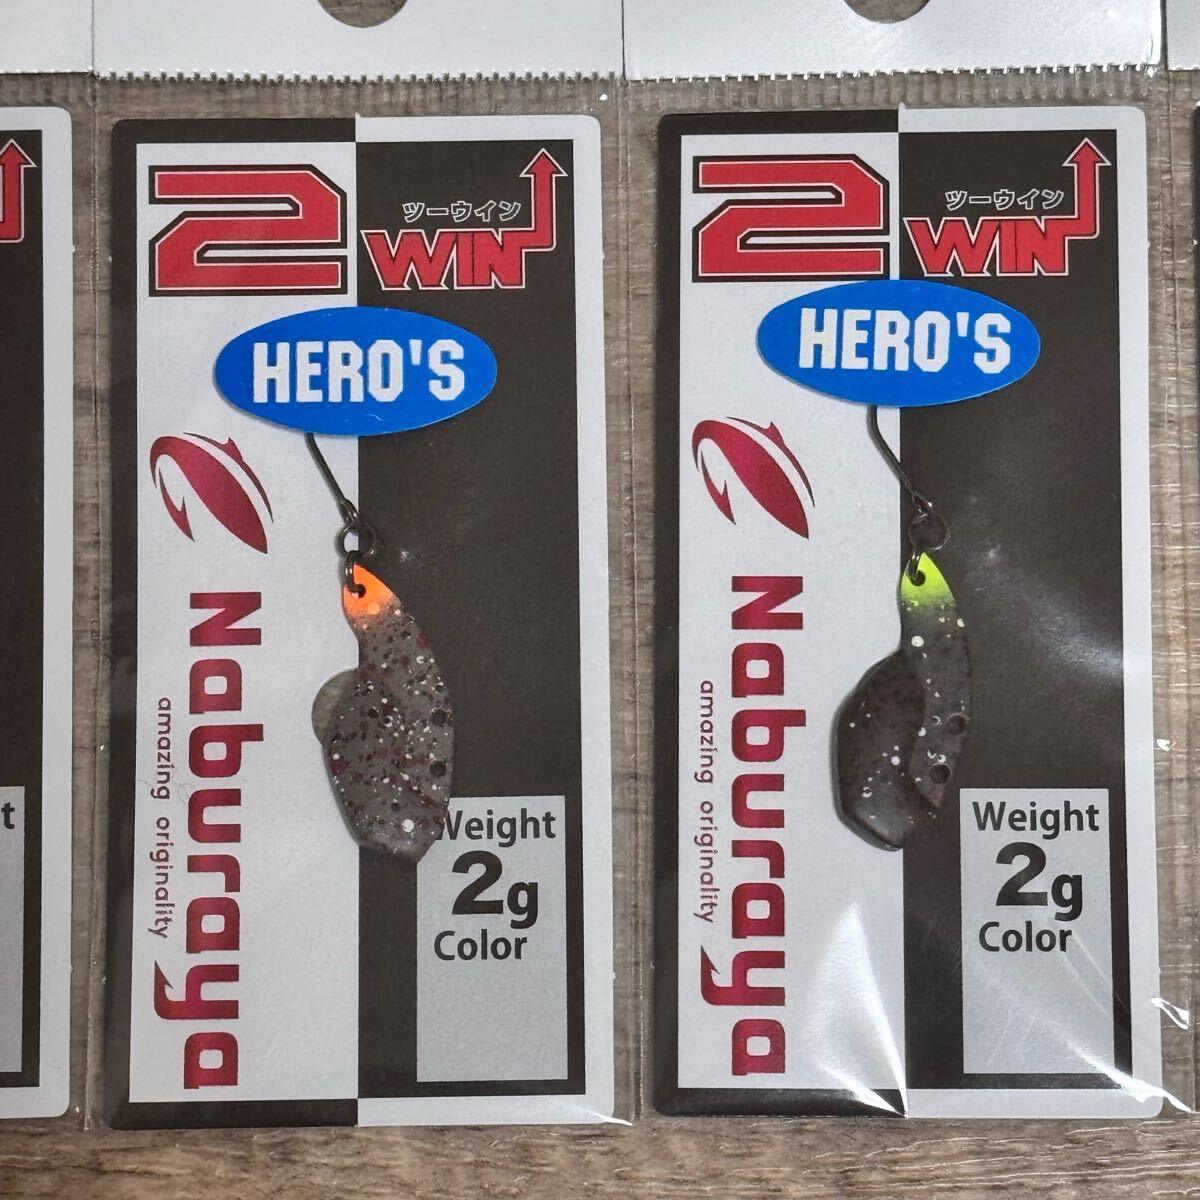 2
ツーウイン
WIN
HERO'S
Naburaya
amazing originality
Weight
2g
Color
2
ツーウイン
WIN
HERO'S
Naburaya
amazing originality
Weight
2g
Color
t